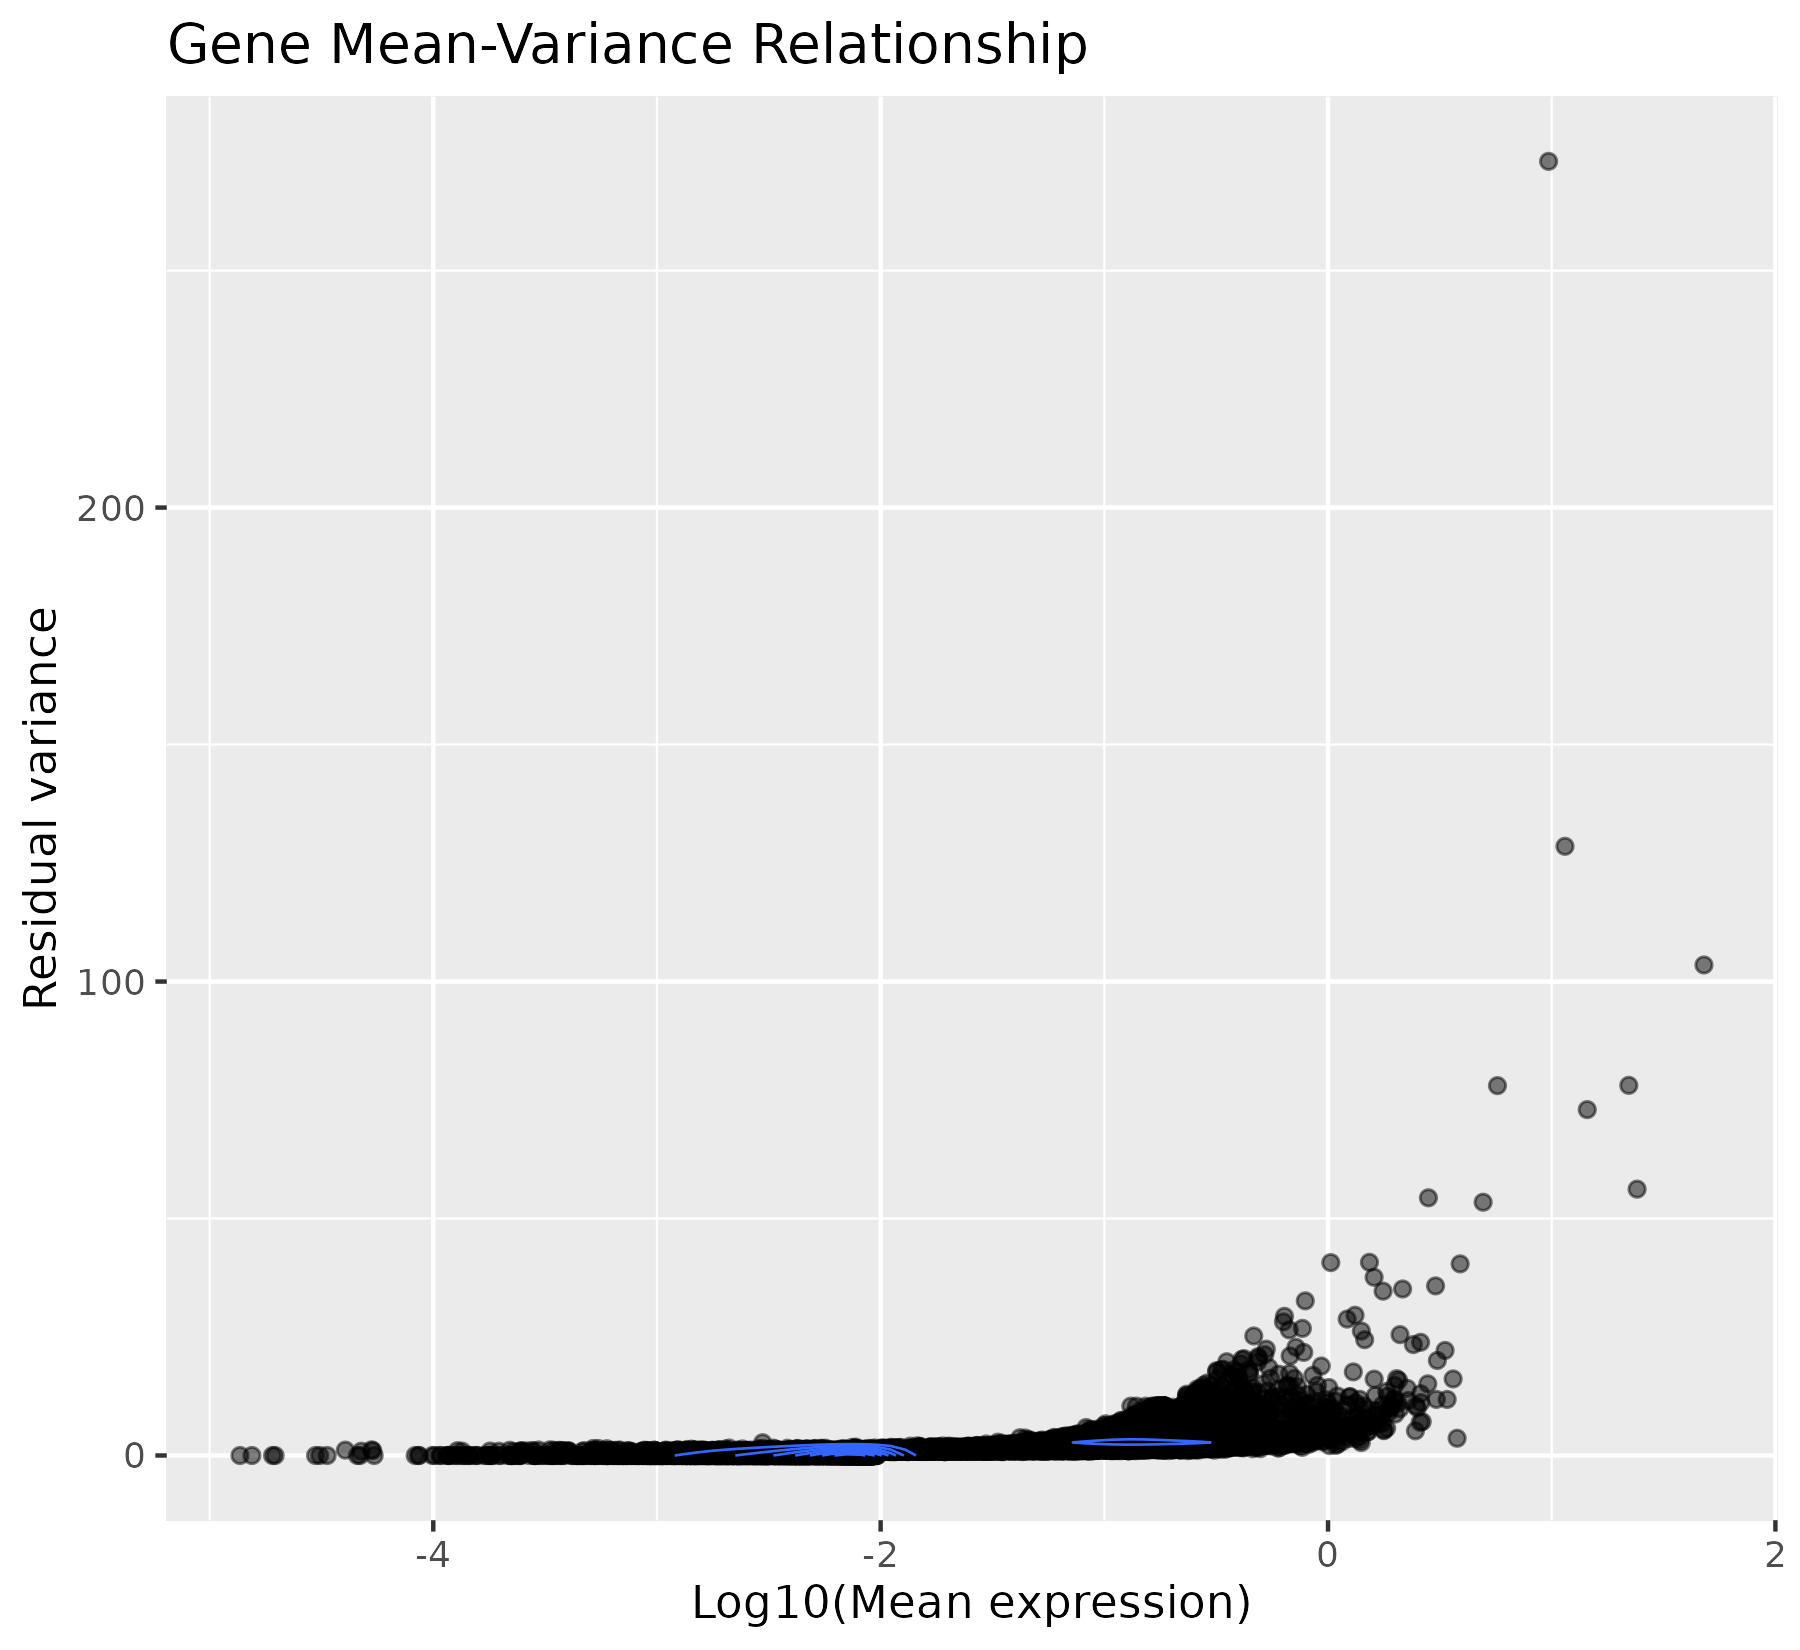 Gene Mean-Variance Relationship
Residual variance
200
100
0
-4
-2
0
2
Log10(Mean expression)